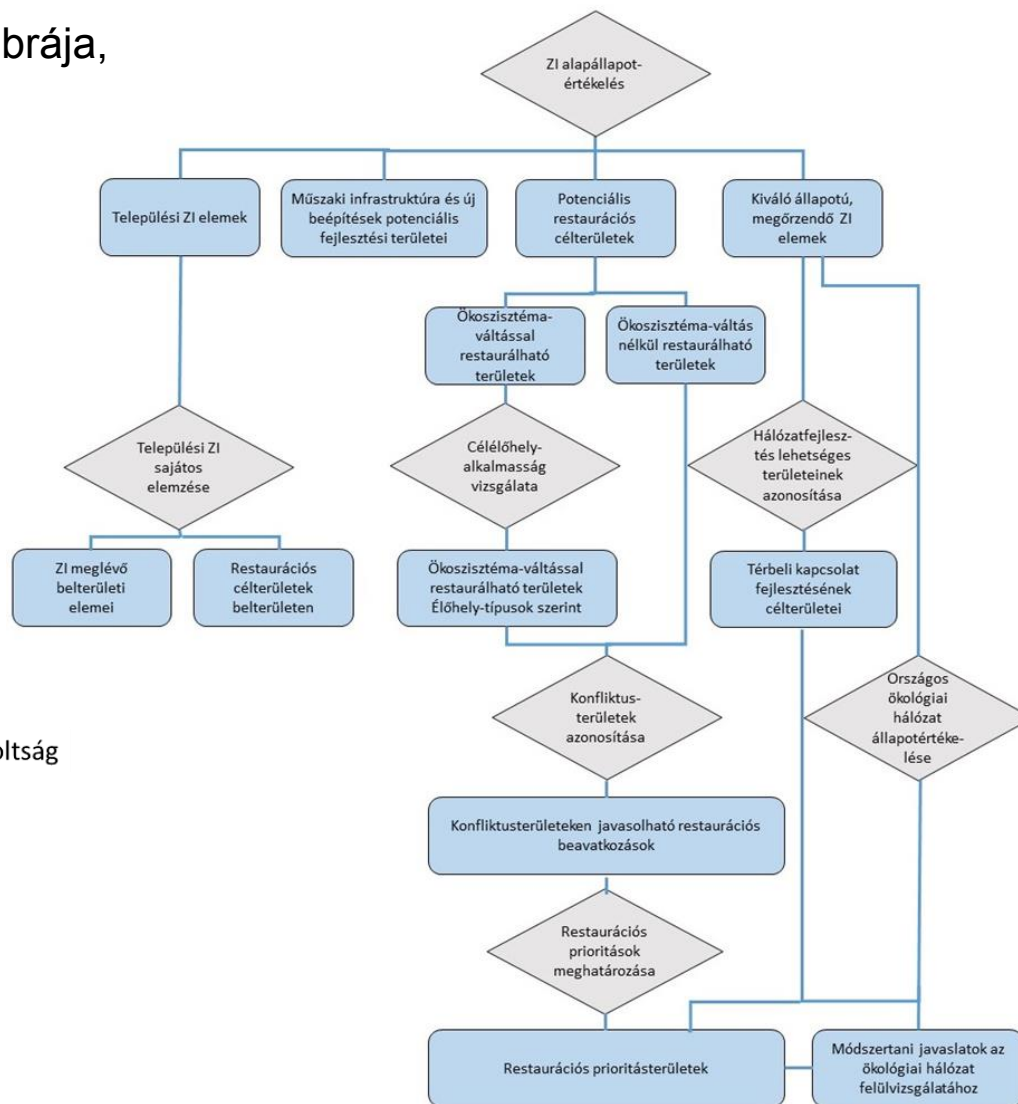 brája,
ZI alapállapot-
értékelés
Települési ZI elemek
Műszaki infrastruktúra és új
beépítések potenciális
fejlesztési területei
Potenciális
restaurációs
célterületek
Kiváló állapotú,
megőrzendő ZI
elemek
Ökoszisztéma-
váltással
restaurálható
területek
Ökoszisztéma-váltás
nélkül restaurálható
területek
Települési ZI
sajátos
elemzése
Célélőhely-
alkalmasság
vizsgálata
Hálózatfejlesz-
tés lehetséges
területeinek
azonosítása
ZI meglévő
belterületi
elemei
Restaurációs
célterületek
belterületen
Ökoszisztéma-váltással
restaurálható területek
Élőhely-típusok szerint
Térbeli kapcsolat
fejlesztésének
célterületei
Konfliktus-
területek
azonosítása
Országos
ökológiai
hálózat
állapotértéke-
lése
oltság
Konfliktusterületeken javasolható restaurációs
beavatkozások
Restaurációs
prioritások
meghatározása
Restaurációs prioritásterületek
Módszertani javaslatok az
ökológiai hálózat
felülvizsgálatához